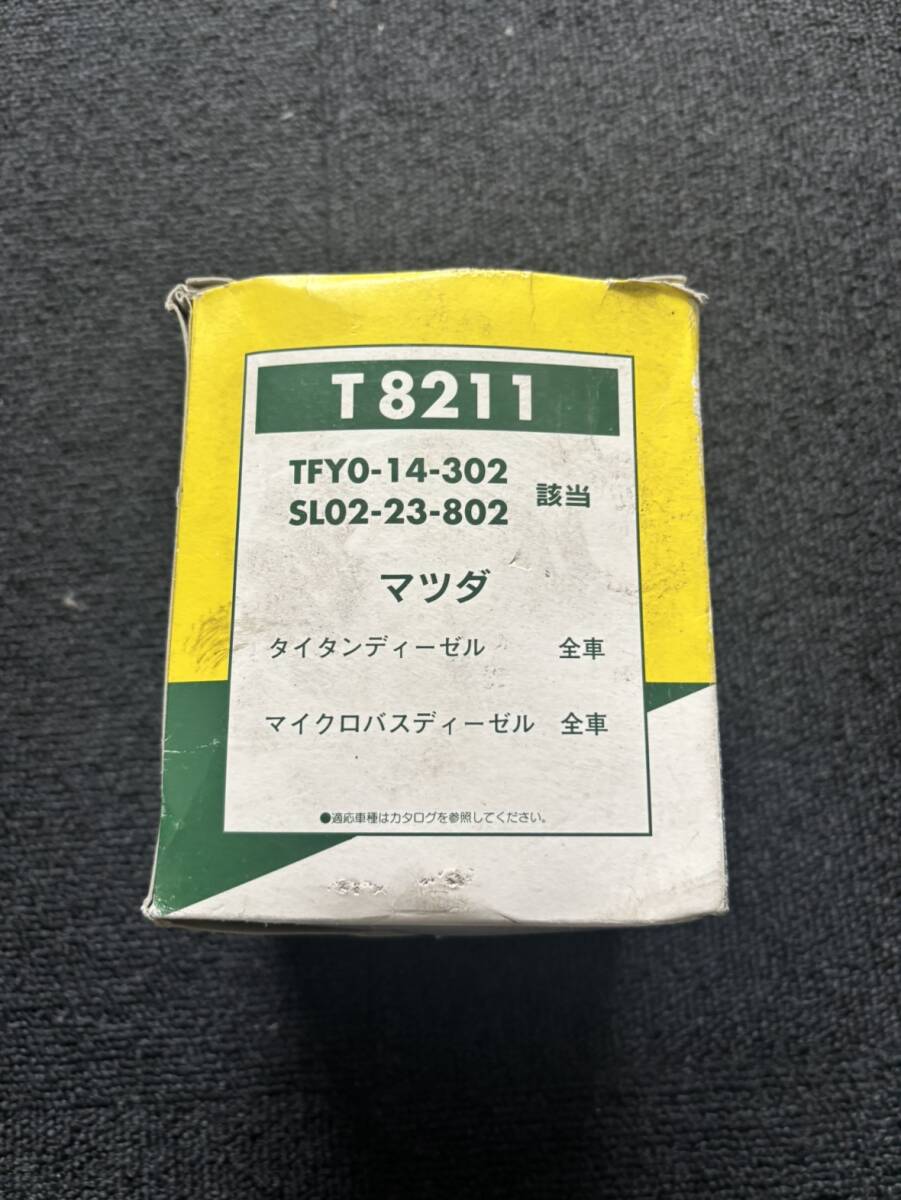 T 8211
TFY0-14-302
SL02-23-802
該当
マツダ
タイタンディーゼル 全車
マイクロバスディーゼル 全車
●適応車種はカタログを参照してください。